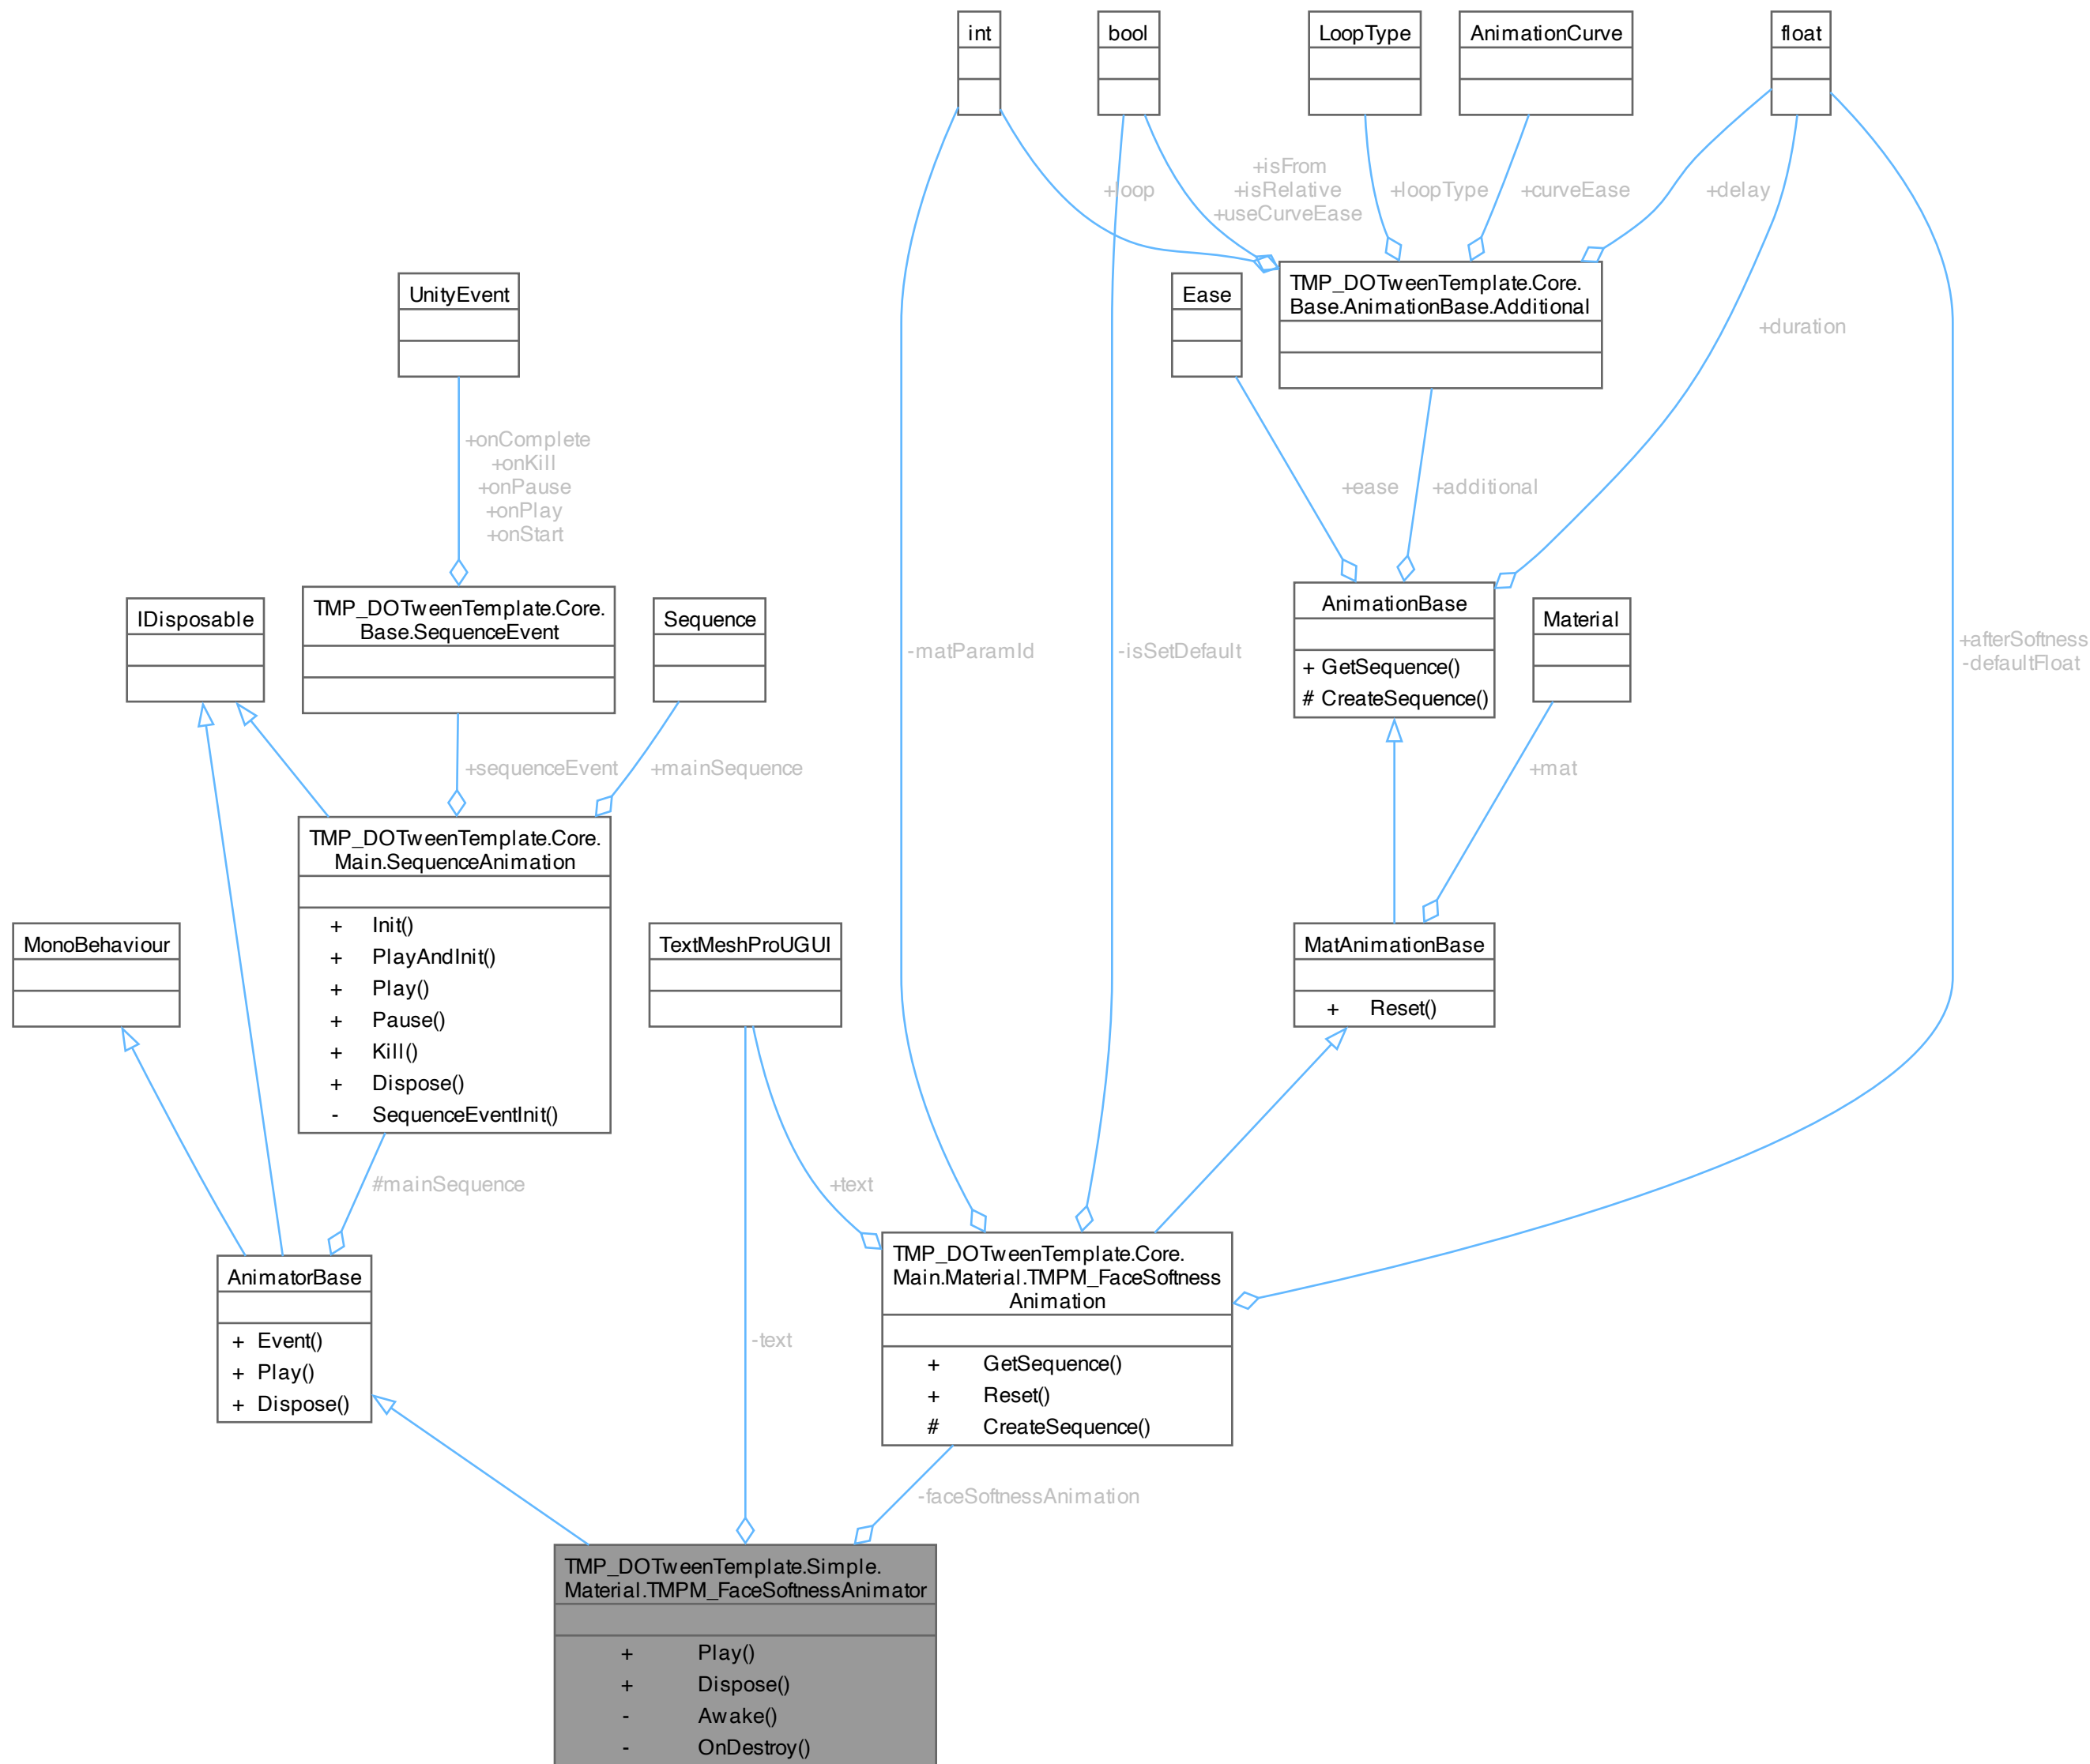 int
bool
LoopType
AnimationCurve
float
+loop
+isFrom
+isRelative
+useCurveEase
+loopType
+curveEase
+delay
UnityEvent
Ease
TMP_DOTweenTemplate.Core.
Base.AnimationBase.Additional
+duration
+onComplete
+onKill
+onPause
+onPlay
+onStart
+ease
+additional
IDisposable
TMP_DOTweenTemplate.Core.
Base.SequenceEvent
Sequence
AnimationBase
+ GetSequence()
# CreateSequence()
Material
-matParamId
-isSetDefault
+afterSoftness
-defaultFloat
+sequenceEvent
+mainSequence
+mat
TMP_DOTweenTemplate.Core.
Main.SequenceAnimation
+ Init()
+ PlayAndInit()
+ Play()
+ Pause()
+ Kill()
+ Dispose()
- SequenceEventInit()
MonoBehaviour
TextMeshProUGUI
MatAnimationBase
+ Reset()
#mainSequence
+text
AnimatorBase
+ Event()
+ Play()
+ Dispose()
-text
TMP_DOTweenTemplate.Core.
Main.Material.TMPM_FaceSoftness
Animation
+ GetSequence()
+ Reset()
# CreateSequence()
-faceSoftnessAnimation
TMP_DOTweenTemplate.Simple.
Material.TMPM_FaceSoftnessAnimator
+ Play()
+ Dispose()
- Awake()
- OnDestroy()